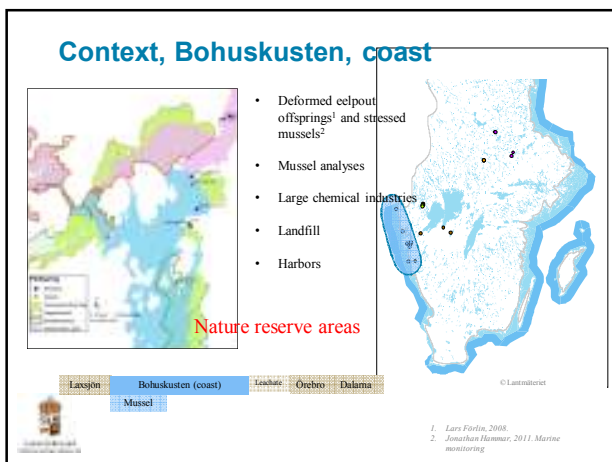 Context, Bohuskusten, coast
• Deformed eelpout
offsprings1 and stressed
mussels2
• Mussel analyses
• Large chemical industries
• Landfill
• Harbors
Nature reserve areas
© Lantmäteriet
Laxsjön
Bohuskusten (coast)
Leachate
Örebro
Dalarna
Mussel
1. Lars Förlin, 2008.
2. Jonathan Hammar, 2011. Marine
monitoring